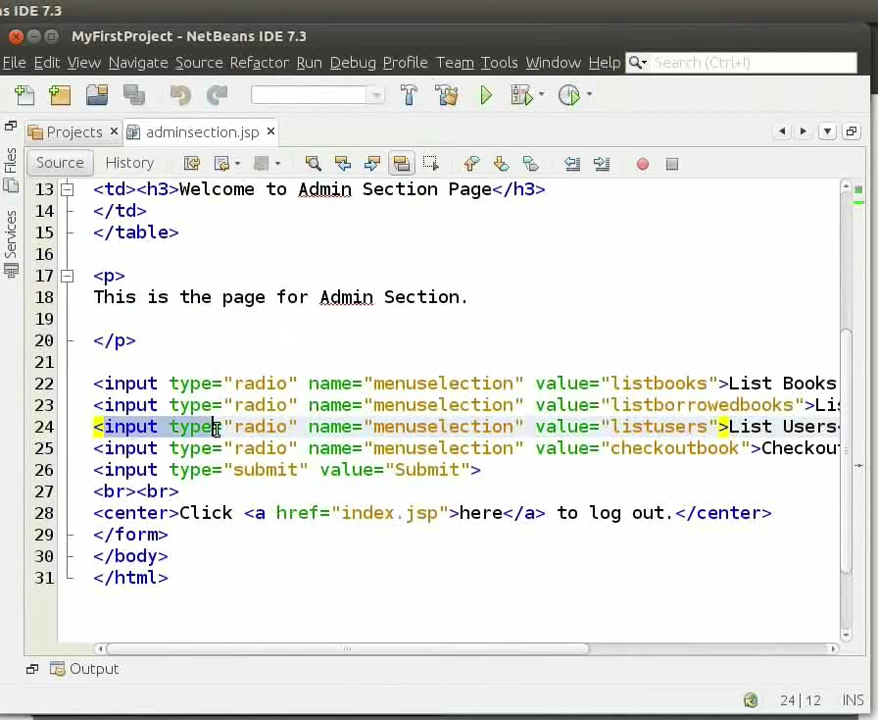 s IDE 7.3
MyFirstProject - NetBeans IDE 7.3
File Edit View Navigate Source Refactor Run Debug Profile Team Tools Window Help Search (Ctrl+I)
Projects adminsection.jsp
Source History
Files
Services
13 <td><h3>Welcome to Admin Section Page</h3>
14 </td>
15 </table>
16
17 <p>
18 This is the page for Admin Section.
19
20 </p>
21
22 <input type="radio" name="menuselection" value="listbooks">List Books
23 <input type="radio" name="menuselection" value="listborrowedbooks">Lis
24 <input type="radio" name="menuselection" value="listusers">List Users<
25 <input type="radio" name="menuselection" value="checkoutbook">Checkou
26 <input type="submit" value="Submit">
27 <br><br>
28 <center>Click <a href="index.jsp">here</a> to log out.</center>
29 </form>
30 </body>
31 </html>
Output
24|12 INS